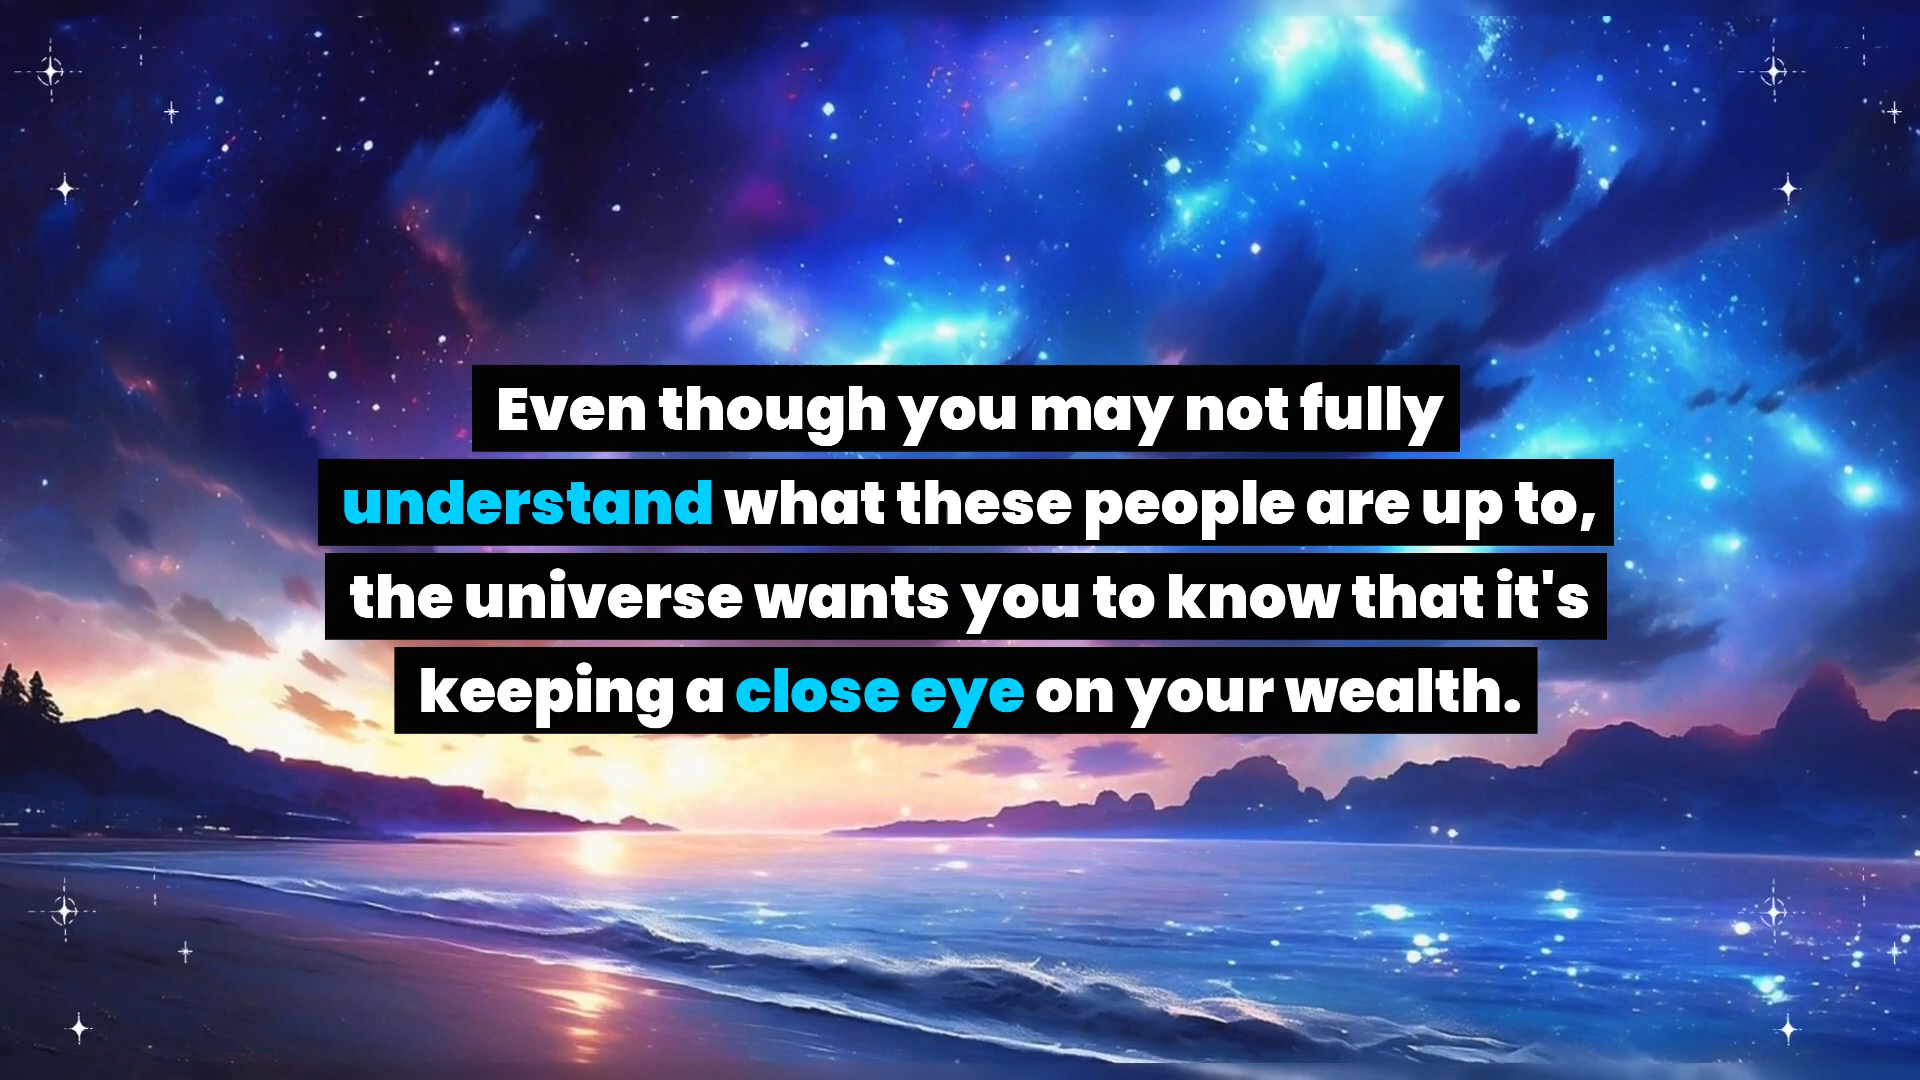 Even though you may not fully
understand what these people are up to,
the universe wants you to know that it's
keeping a close eye on your wealth.